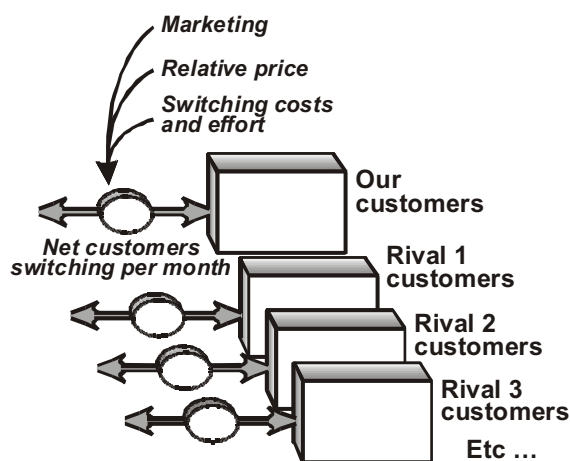 Marketing
Relative price
Switching costs
and effort
Our
customers
Net customers
switching per month
Rival 1
customers
Rival 2
customers
Rival 3
customers
Etc ...